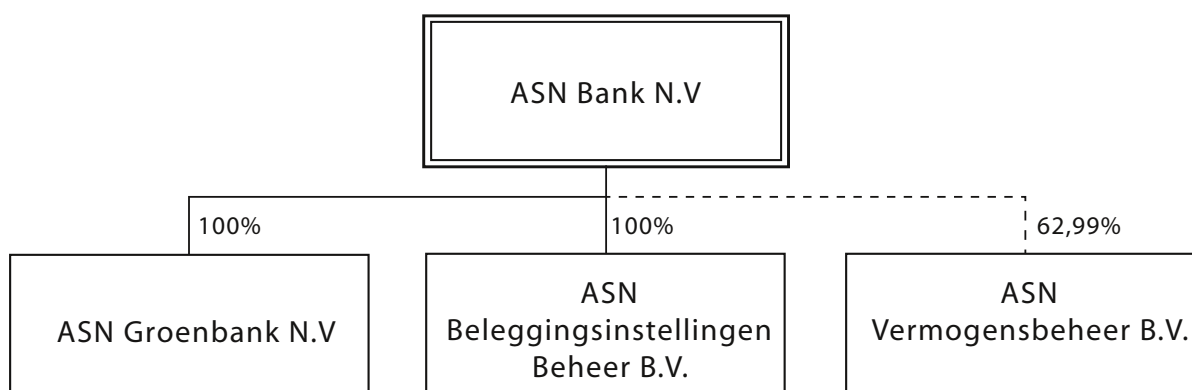 ASN Bank N.V
100%
100%
62,99%
ASN Groenbank N.V
ASN
Beleggingsinstellingen
Beheer B.V.
ASN
Vermogensbeheer B.V.